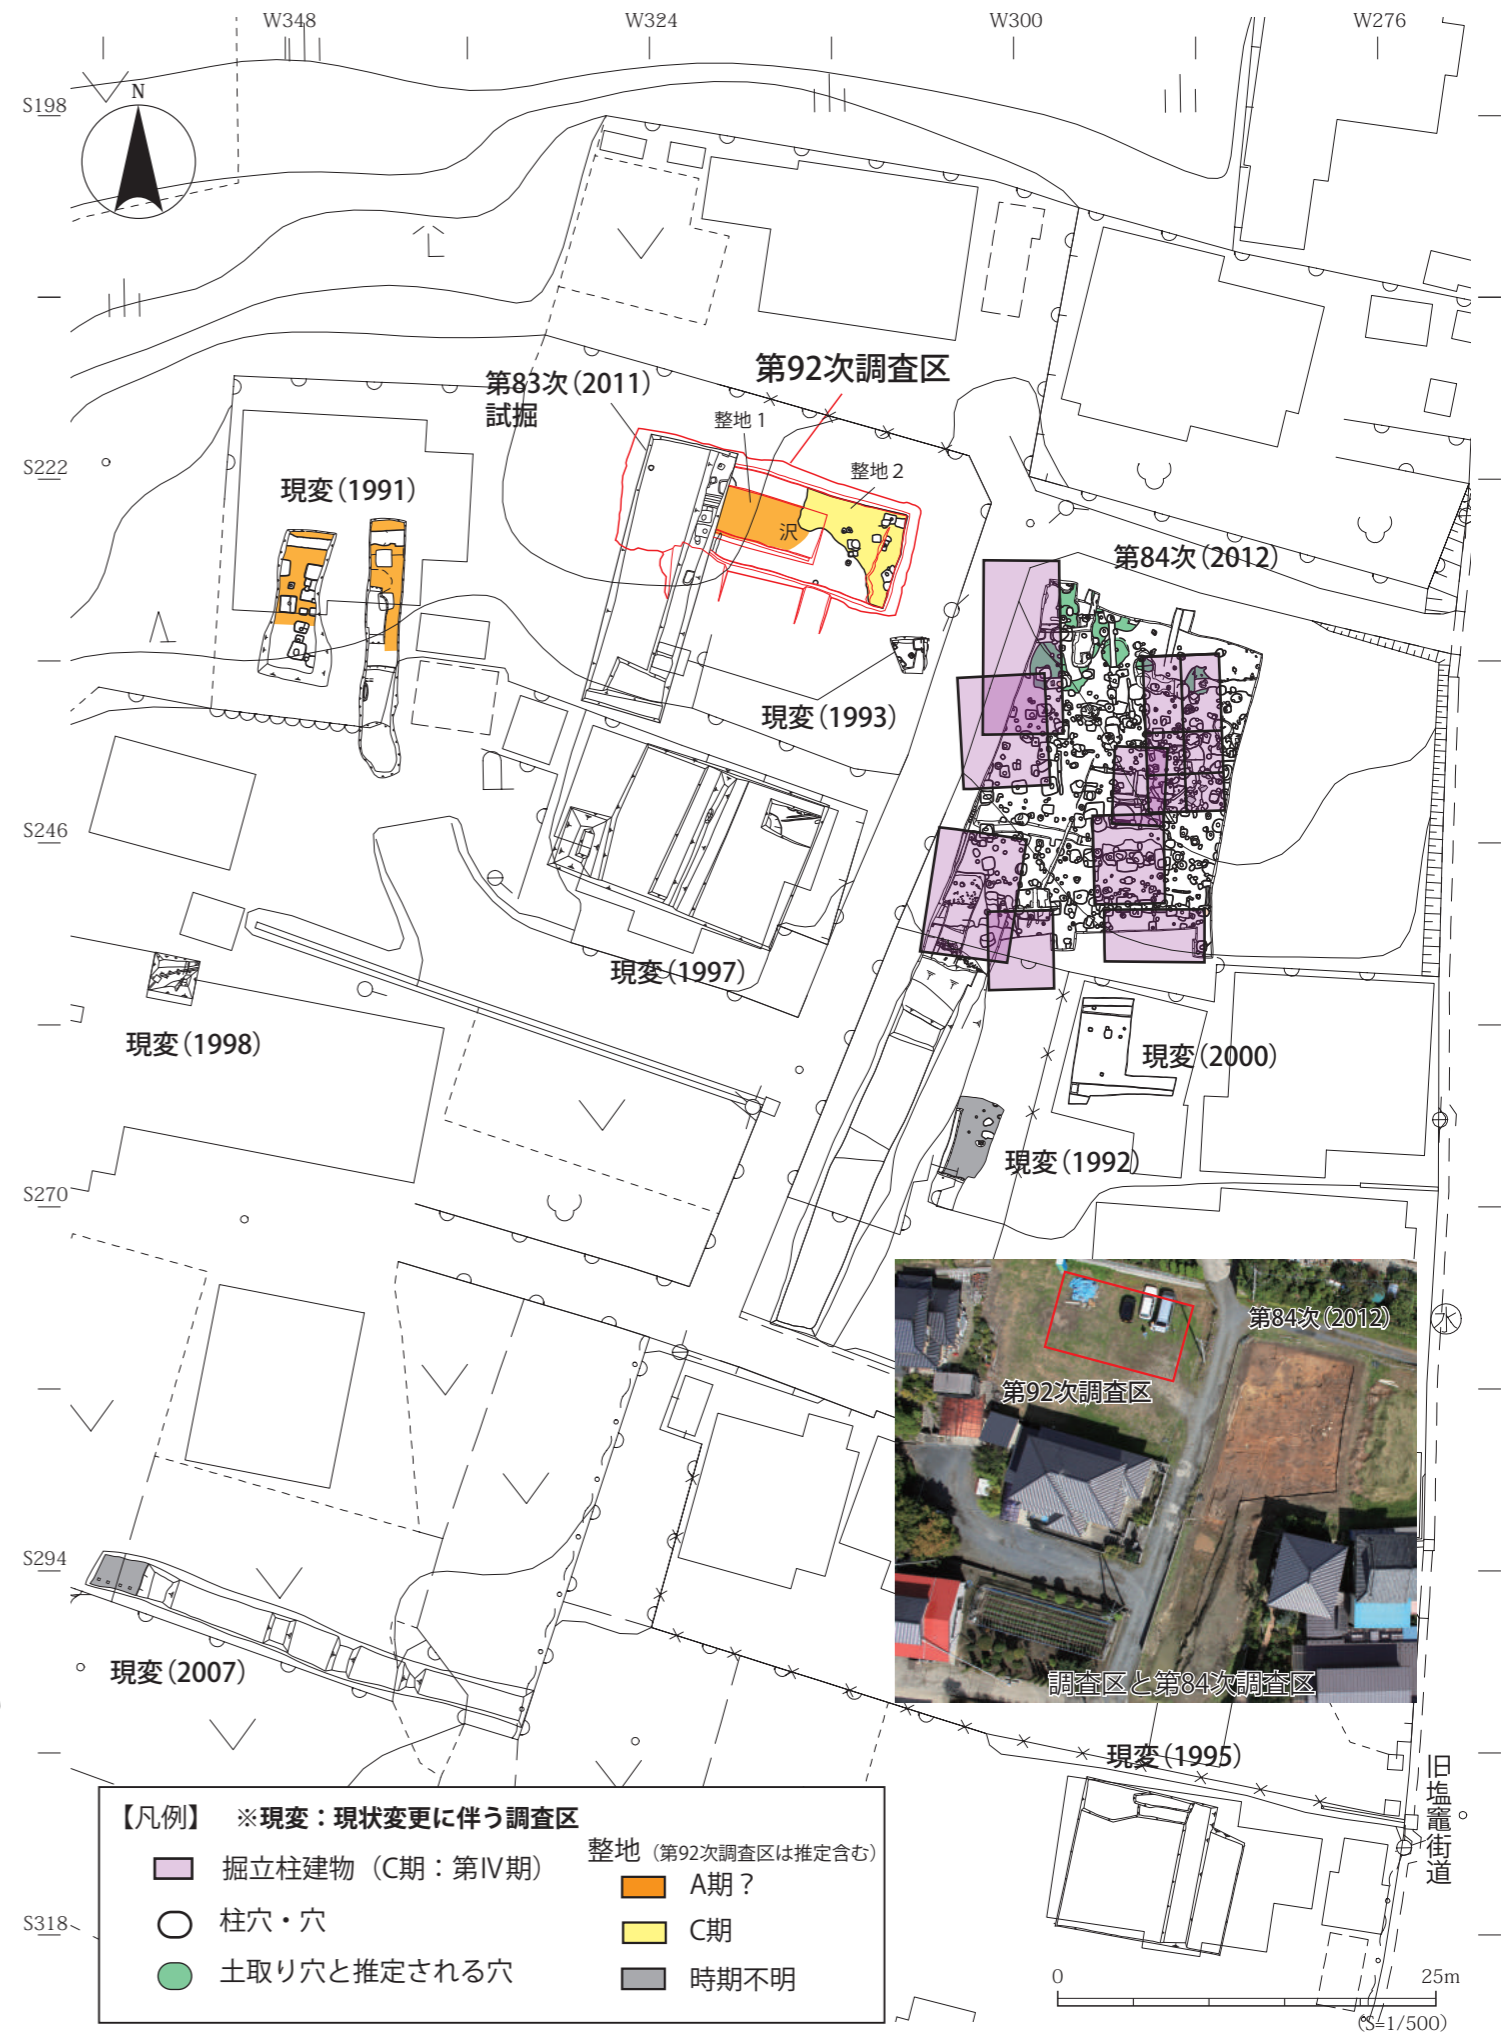 W348 W324 W300 W276
S198
N
第92次調査区
第83次(2011)
試掘
整地1
整地2
S222
現変(1991)
沢
第84次(2012)
現変(1993)
S246
現変(1997)
現変(1998)
現変(2000)
現変(1992)
S270
第84次(2012)
水
第92次調査区
調査区と第84次調査区
S294
現変(2007)
現変(1995)
旧塩竈街道
【凡例】 ※現変：現状変更に伴う調査区
掘立柱建物（C期：第Ⅳ期）
柱穴・穴
土取り穴と推定される穴
整地（第92次調査区は推定含む）
A期？
C期
時期不明
S318
0 25m
(S=1/500)